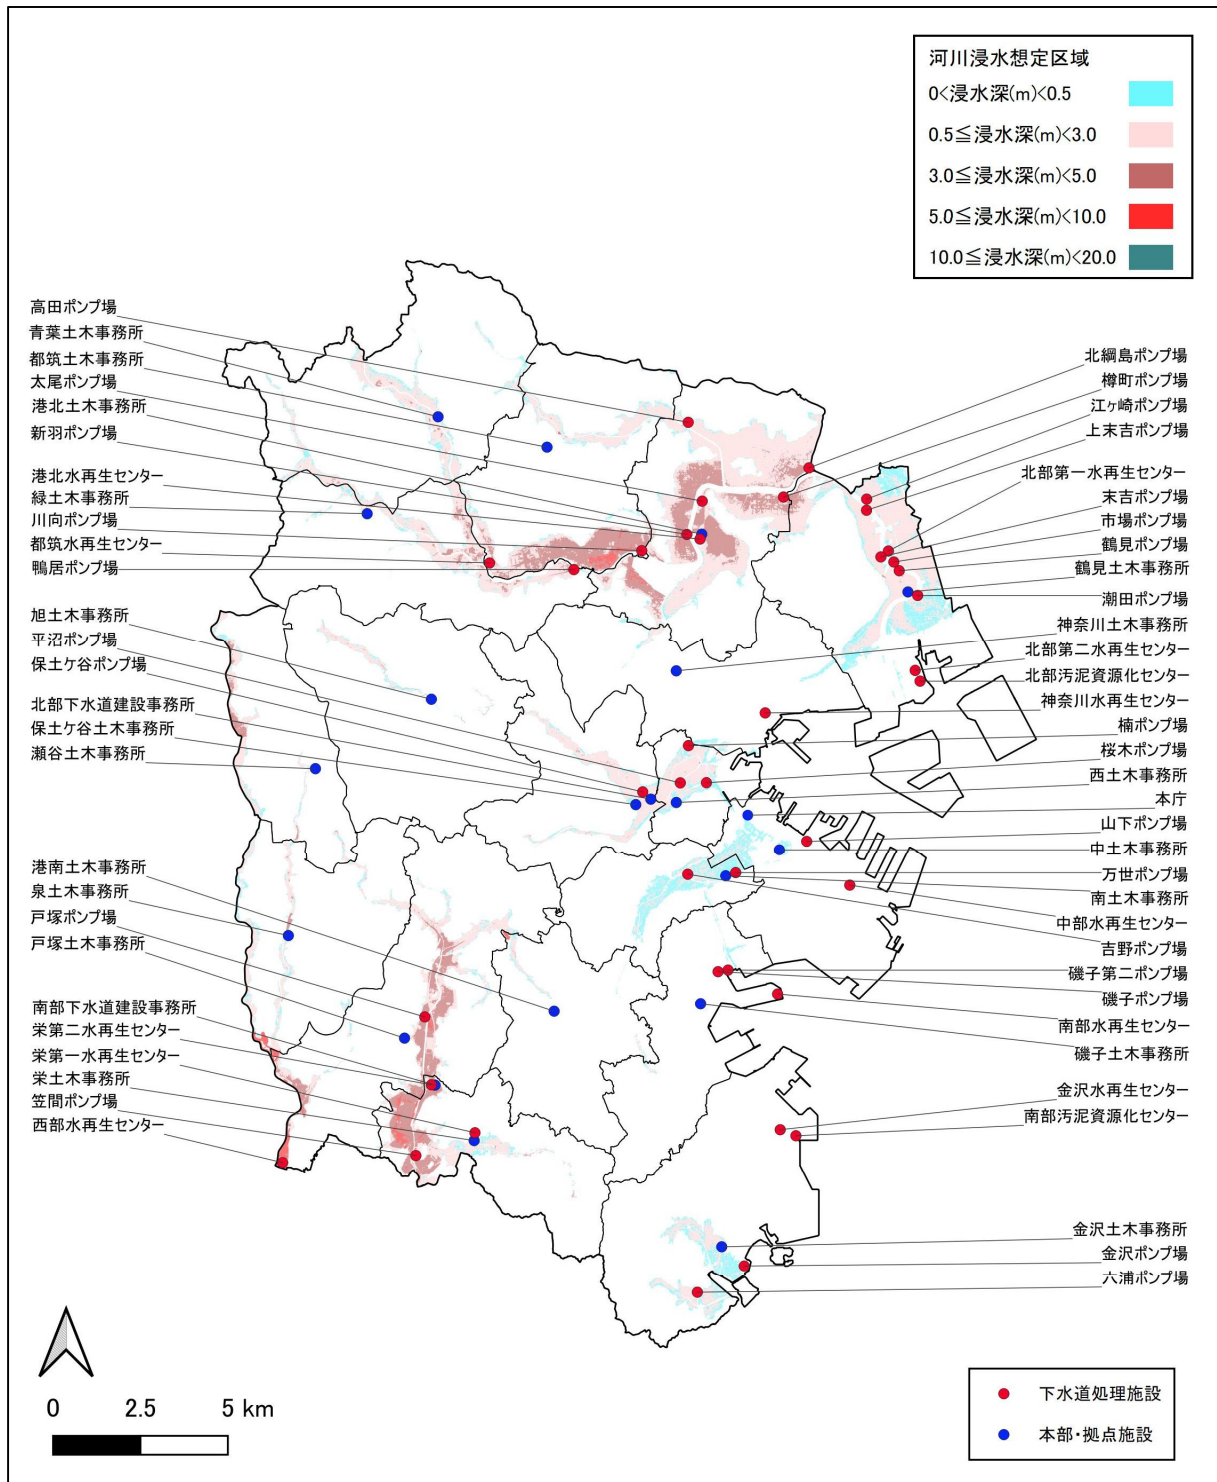 河川浸水想定区域
0<浸水深(m)<0.5
0.5≦浸水深(m)<3.0
3.0≦浸水深(m)<5.0
5.0≦浸水深(m)<10.0
10.0≦浸水深(m)<20.0
高田ポンプ場
青葉土木事務所
都筑土木事務所
太尾ポンプ場
港北土木事務所
新羽ポンプ場
港北水再生センター
緑土木事務所
川向ポンプ場
都筑水再生センター
鴨居ポンプ場
旭土木事務所
平沼ポンプ場
保土ケ谷ポンプ場
北部下水道建設事務所
保土ケ谷土木事務所
瀬谷土木事務所
港南土木事務所
泉土木事務所
戸塚ポンプ場
戸塚土木事務所
南部下水道建設事務所
栄第二水再生センター
栄第一水再生センター
栄土木事務所
笠間ポンプ場
西部水再生センター
北綱島ポンプ場
樽町ポンプ場
江ヶ崎ポンプ場
上末吉ポンプ場
北部第一水再生センター
末吉ポンプ場
市場ポンプ場
鶴見ポンプ場
鶴見土木事務所
潮田ポンプ場
神奈川土木事務所
北部第二水再生センター
北部汚泥資源化センター
神奈川水再生センター
楠ポンプ場
桜木ポンプ場
西土木事務所
本庁
山下ポンプ場
中土木事務所
万世ポンプ場
南土木事務所
中部水再生センター
吉野ポンプ場
磯子第二ポンプ場
磯子ポンプ場
南部水再生センター
磯子土木事務所
金沢水再生センター
南部汚泥資源化センター
金沢土木事務所
金沢ポンプ場
六浦ポンプ場
0 2.5 5 km
下水道処理施設
本部・拠点施設